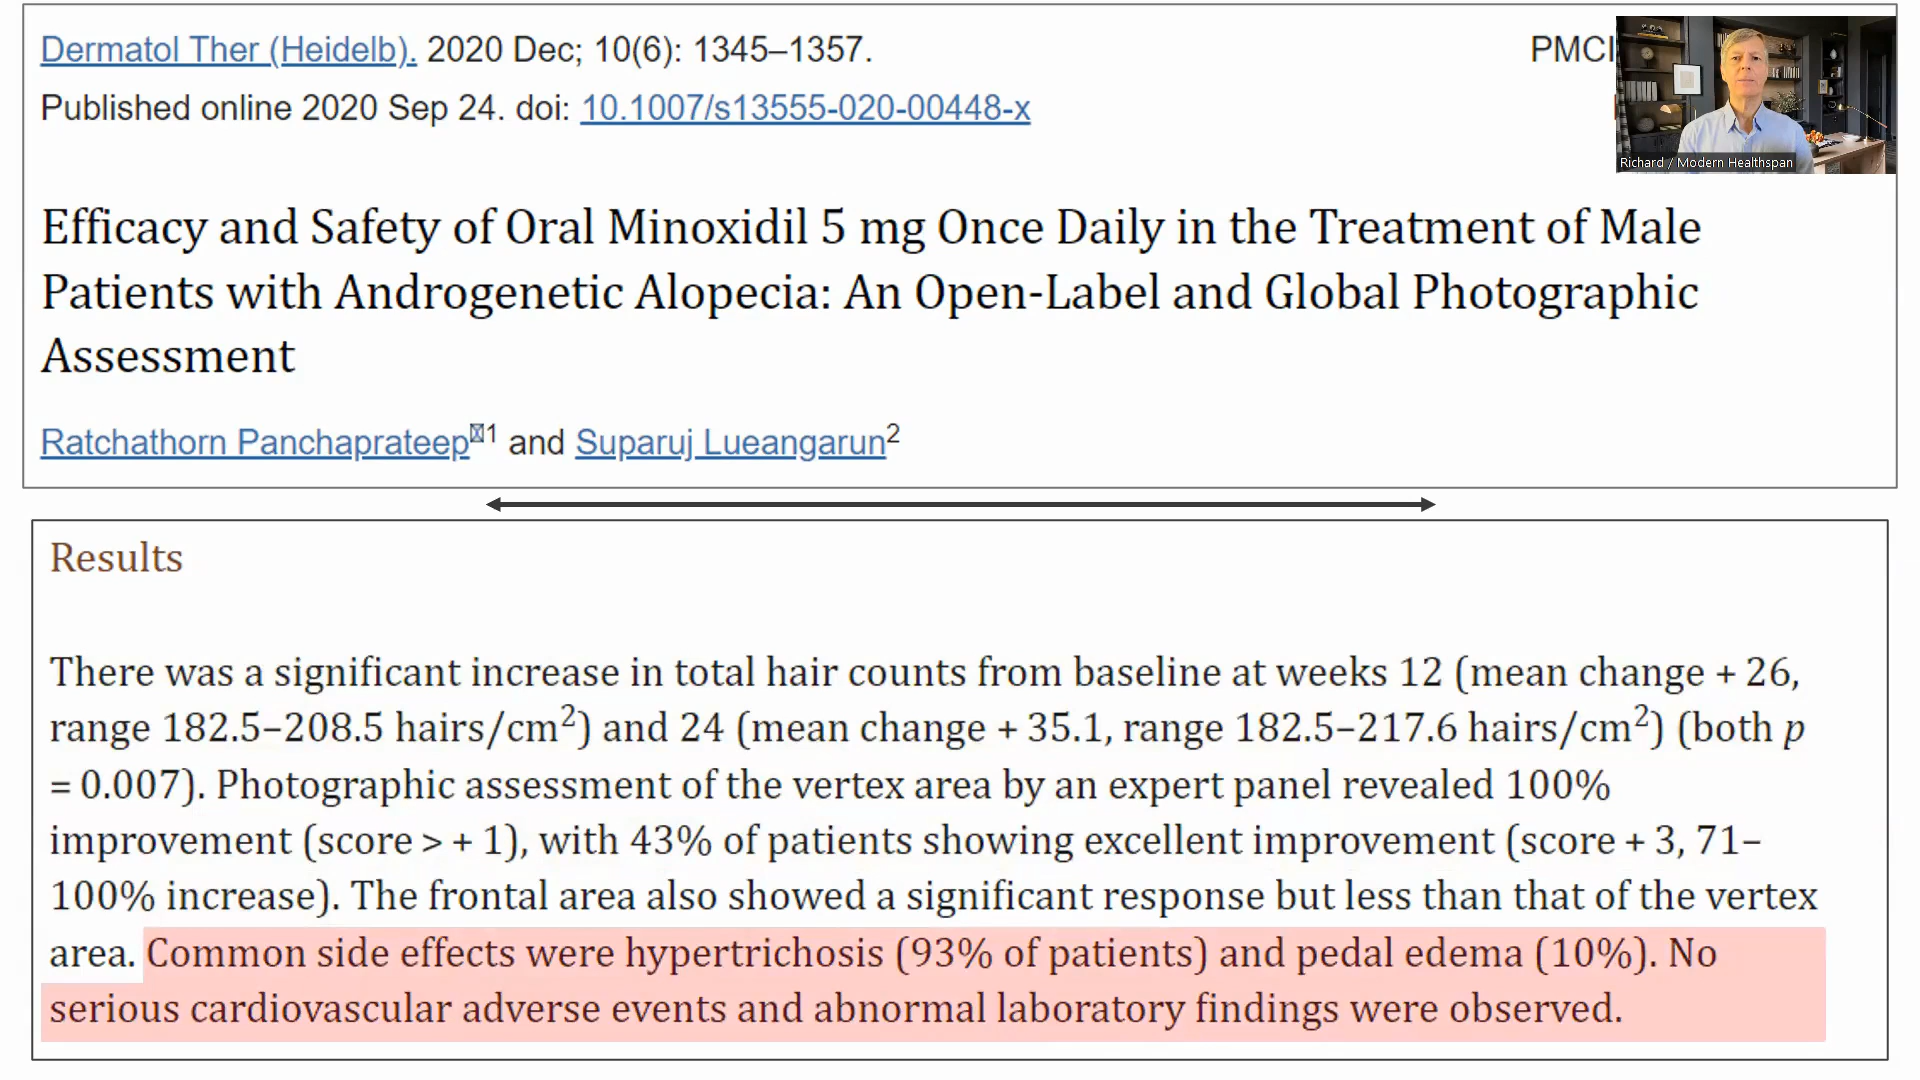 Dermatol Ther (Heidelb). 2020 Dec; 10(6): 1345–1357.
PMCI
Published online 2020 Sep 24. doi: 10.1007/s13555-020-00448-x
Richard / Modern Healthspan
Efficacy and Safety of Oral Minoxidil 5 mg Once Daily in the Treatment of Male
Patients with Androgenetic Alopecia: An Open-Label and Global Photographic
Assessment
Ratchathorn Panchaprateep1 and Suparuj Lueangarun2
Results
There was a significant increase in total hair counts from baseline at weeks 12 (mean change + 26,
range 182.5–208.5 hairs/cm2) and 24 (mean change + 35.1, range 182.5–217.6 hairs/cm2) (both p
= 0.007). Photographic assessment of the vertex area by an expert panel revealed 100%
improvement (score > + 1), with 43% of patients showing excellent improvement (score + 3, 71–
100% increase). The frontal area also showed a significant response but less than that of the vertex
area. Common side effects were hypertrichosis (93% of patients) and pedal edema (10%). No
serious cardiovascular adverse events and abnormal laboratory findings were observed.